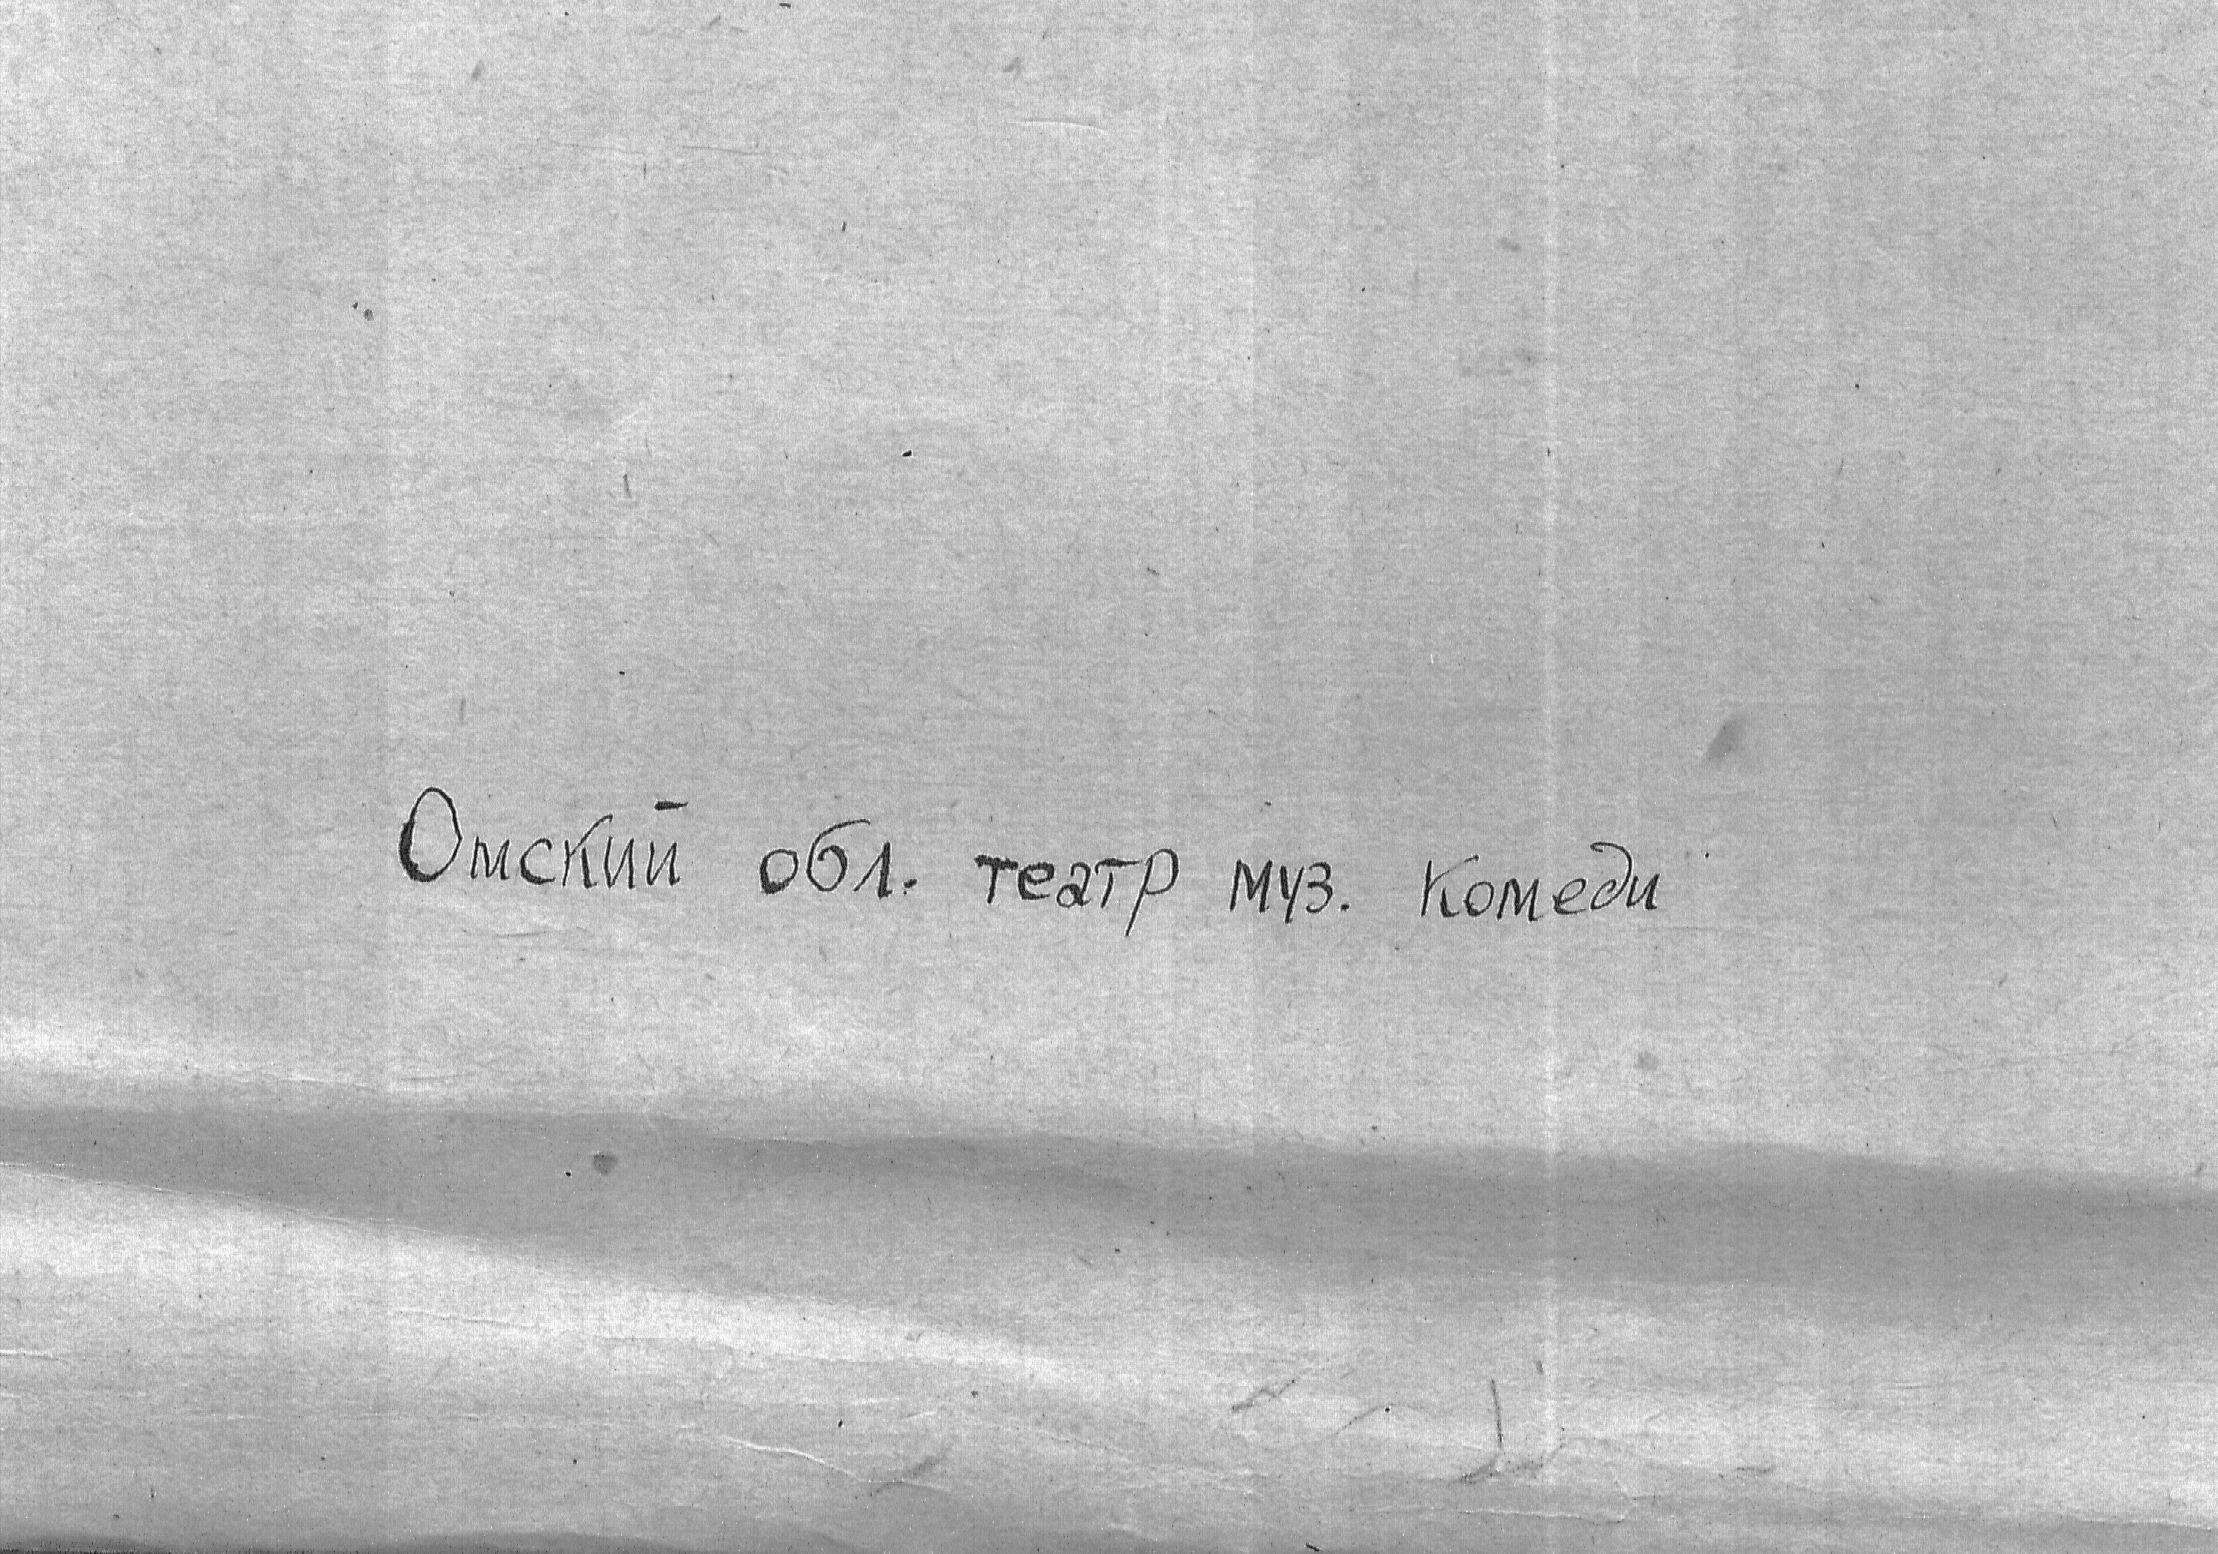 Омский обл. театр муз. комеди